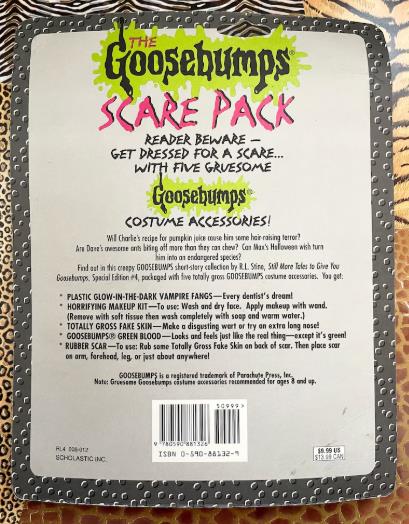 THE
Goosebumps®
SCARE PACK
READER BEWARE —
GET DRESSED FOR A SCARE...
WITH FIVE GRUESOME
Goosebumps®
COSTUME ACCESSORIES!
Will Charlie's recipe for pumpkin juice cause him some hair-raising terror?
Are Dave's awesome ants biting off more than they can chew? Can Max's Halloween wish turn
him into an endangered species?
Find out in this creepy GOOSEBUMPS short-story collection by R.L. Stine, Still More Tales to Give You
Goosebumps, Special Edition #4, packaged with five totally GROSS GOOSEBUMPS costume accessories. You get:
* PLASTIC GLOW-IN-THE-DARK VAMPIRE FANGS—Every dentist's dream!
* HORRIFYING MAKEUP KIT—To use: Wash and dry face. Apply makeup with wand.
(Remove with soft tissue then wash completely with soap and warm water.)
* TOTALLY GROSS FAKE SKIN—Make a disgusting wart or try an extra long nose!
* GOOSEBUMPS® GREEN BLOOD—Looks and feels just like the real thing—except it's green!
* RUBBER SCAR—To use: Rub some Totally Gross Fake Skin on back of scar. Then place scar
on arm, forehead, leg, or just about anywhere!
GOOSEBUMPS is a registered trademark of Parachute Press, Inc.
Note: Gruesome Goosebumps costume accessories recommended for ages 8 and up.
50999>
9 780590 881326
ISBN 0-590-88132-9
RL4 008-012
SCHOLASTIC INC.
$9.99 US
$13.99 CAN